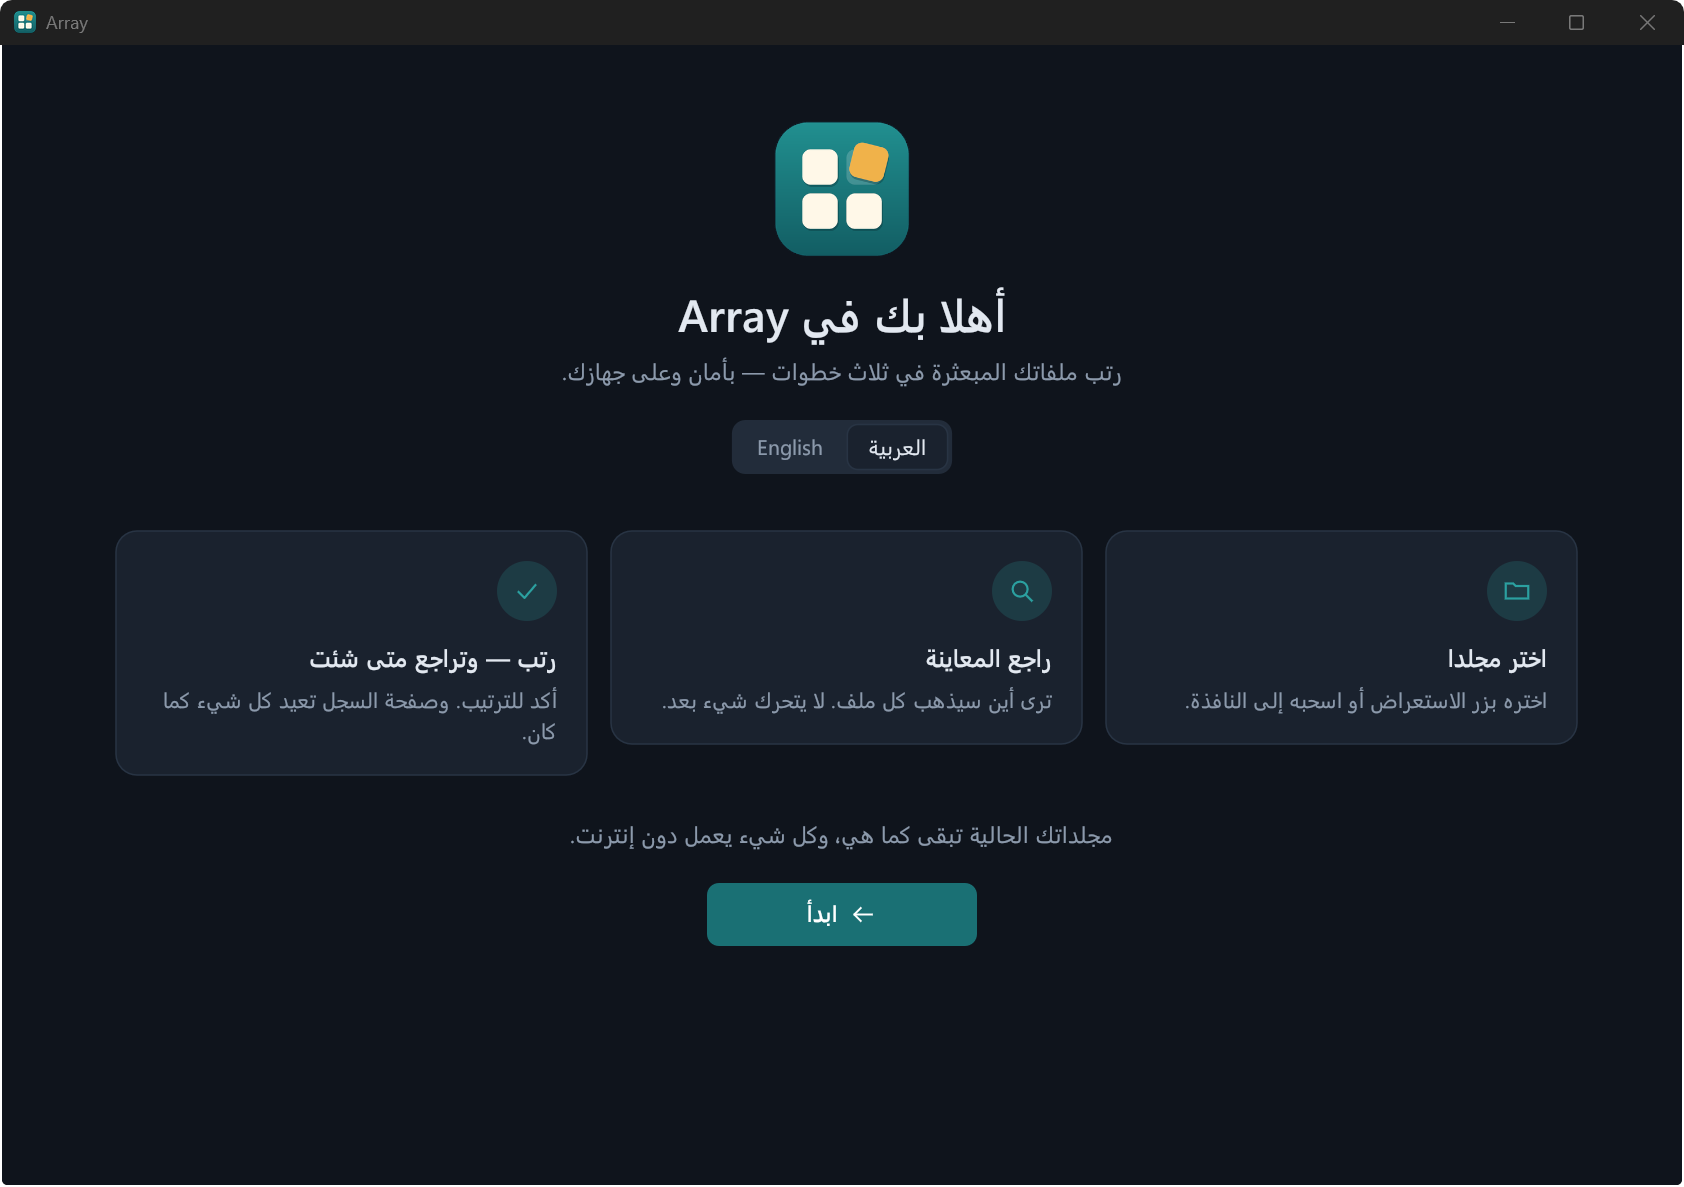 Array
أهلا بك في Array
رتب ملفاتك المبعثرة في ثلاث خطوات — بأمان وعلى جهازك.
العربية
English
اختر مجلدا
اختره بزر الاستعراض أو اسحبه إلى النافذة.
راجع المعاينة
ترى أين سيذهب كل ملف. لا يتحرك شيء بعد.
رتب — وتراجع متى شئت
أكد للترتيب. وصفحة السجل تعيد كل شيء كما
كان.
مجلداتك الحالية تبقى كما هي، وكل شيء يعمل دون إنترنت.
ابدأ